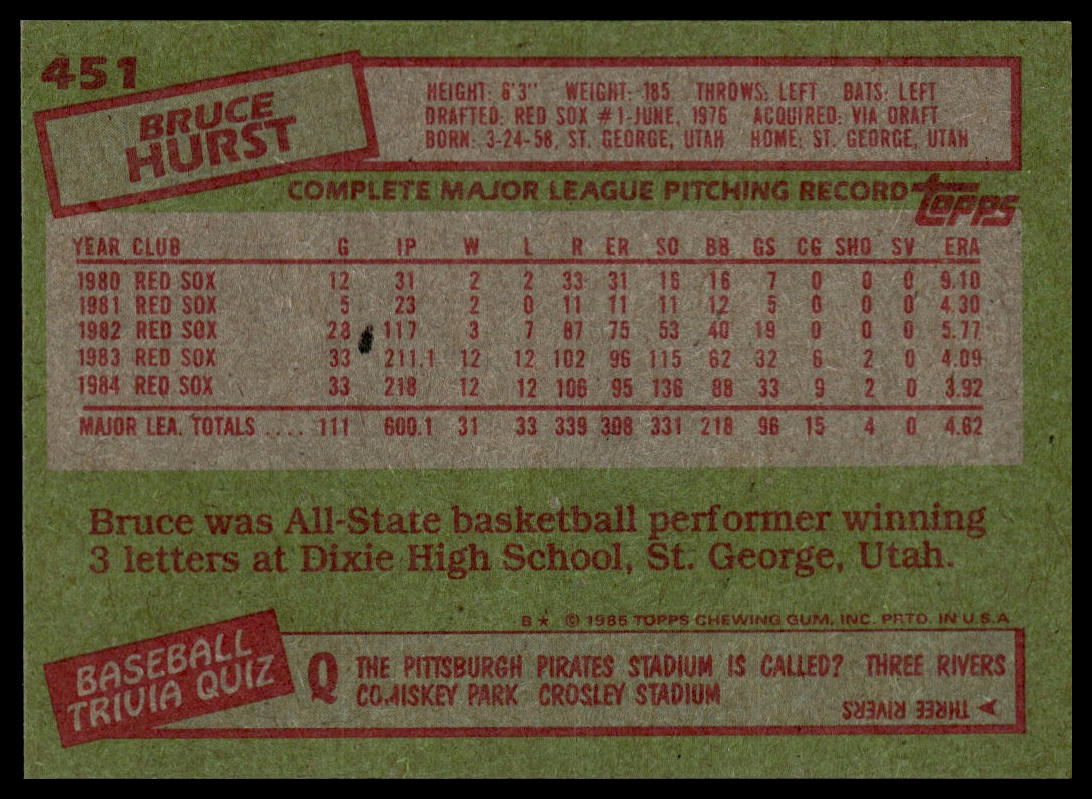 451
BRUCE
HURST
HEIGHT: 6'3" WEIGHT: 185 THROWS: LEFT BATS: LEFT
DRAFTED: RED SOX #1-JUNE, 1976 ACQUIRED: VIA DRAFT
BORN: 3-24-58, ST. GEORGE, UTAH HOME: ST. GEORGE, UTAH
COMPLETE MAJOR LEAGUE PITCHING RECORD
TOPPS
YEAR CLUB G IP W L R ER SO BB GS CG SHO SV ERA
1980 RED SOX 12 31 2 2 33 31 16 16 7 0 0 0 9.10
1981 RED SOX 5 23 2 0 11 11 11 12 5 0 0 0 4.30
1982 RED SOX 28 117 3 7 87 75 53 40 19 0 0 0 5.77
1983 RED SOX 33 211.1 12 12 102 96 115 62 32 6 2 0 4.09
1984 RED SOX 33 218 12 12 106 95 136 88 33 9 2 0 3.92
MAJOR LEA. TOTALS .... 111 600.1 31 33 339 308 331 218 96 15 4 0 4.62
Bruce was All-State basketball performer winning
3 letters at Dixie High School, St. George, Utah.
B★ © 1985 TOPPS CHEWING GUM, INC. PRTD. IN U.S.A
BASEBALL
TRIVIA QUIZ
Q THE PITTSBURGH PIRATES STADIUM IS CALLED? THREE RIVERS
COMISKEY PARK CROSLEY STADIUM
➤ THREE RIVERS